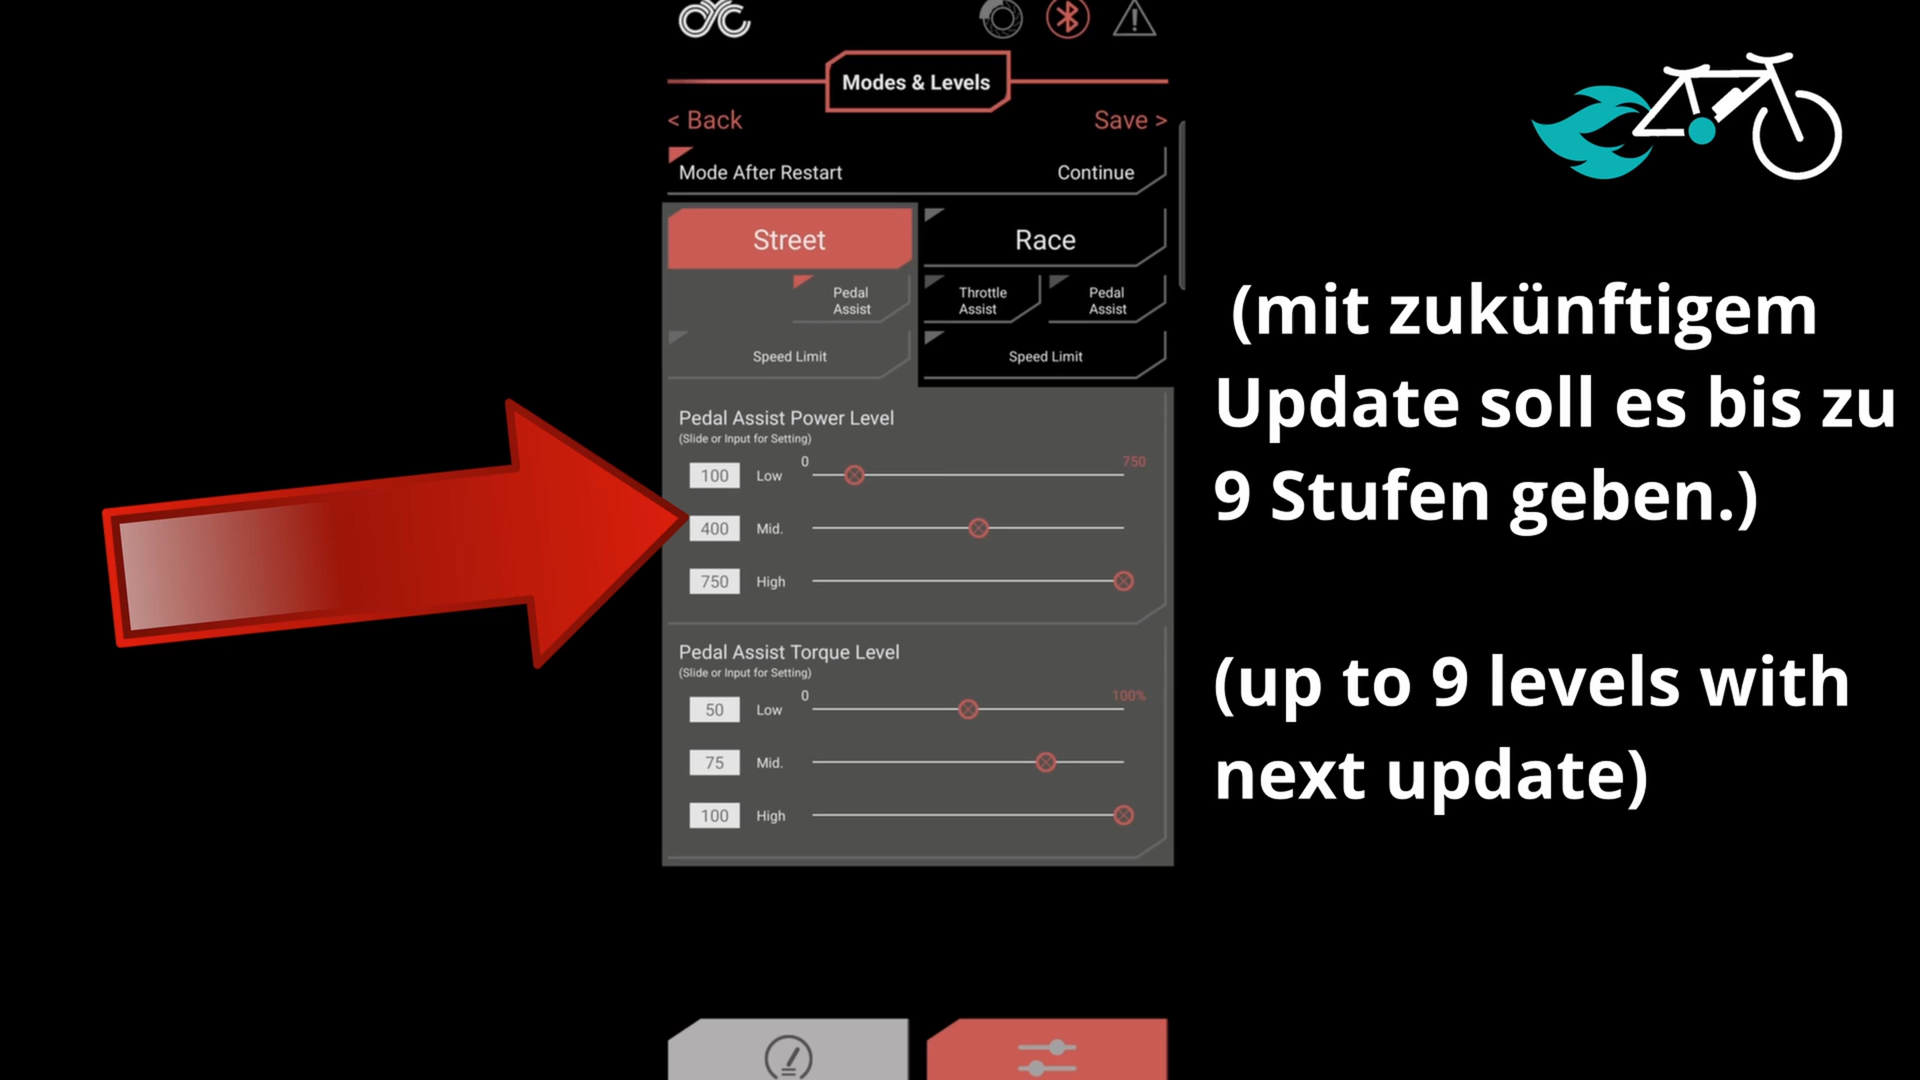 Modes & Levels
< Back
Save >
Mode After Restart
Continue
Street
Race
Pedal
Assist
Throttle
Assist
Pedal
Assist
Speed Limit
Speed Limit
Pedal Assist Power Level
(Slide or Input for Setting)
0
750
100 Low
400 Mid.
750 High
Pedal Assist Torque Level
(Slide or Input for Setting)
0
100%
50 Low
75 Mid.
100 High
(mit zukünftigem
Update soll es bis zu
9 Stufen geben.)
(up to 9 levels with
next update)